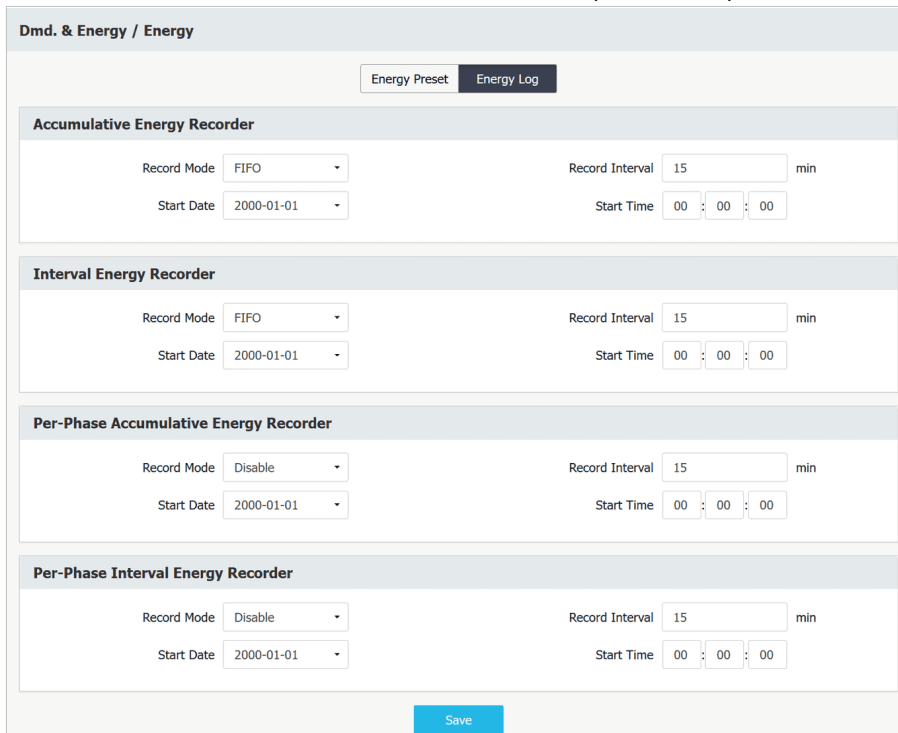 Dmd. & Energy / Energy
Energy Preset Energy Log
Accumulative Energy Recorder
Record Mode FIFO Record Interval 15 min
Start Date 2000-01-01 Start Time 00 : 00 : 00
Interval Energy Recorder
Record Mode FIFO Record Interval 15 min
Start Date 2000-01-01 Start Time 00 : 00 : 00
Per-Phase Accumulative Energy Recorder
Record Mode Disable Record Interval 15 min
Start Date 2000-01-01 Start Time 00 : 00 : 00
Per-Phase Interval Energy Recorder
Record Mode Disable Record Interval 15 min
Start Date 2000-01-01 Start Time 00 : 00 : 00
Save